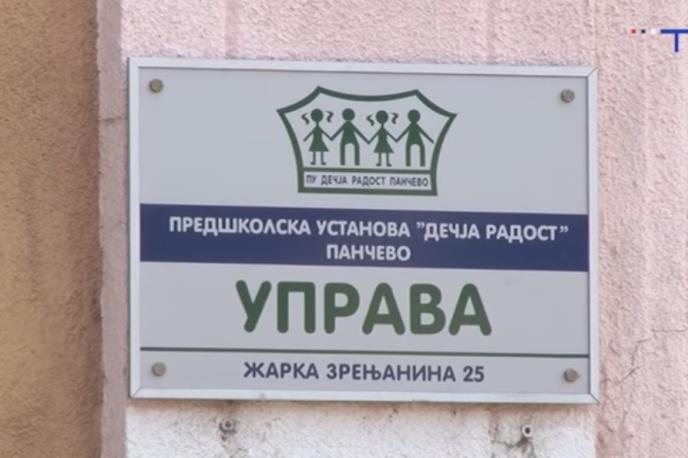 ПУ ДЕЧЈА РАДОСТ ПАНЧЕВО
ПРЕДШКОЛСКА УСТАНОВА "ДЕЧЈА РАДОСТ"
ПАНЧЕВО
УПРАВА
ЖАРКА ЗРЕЊАНИНА 25